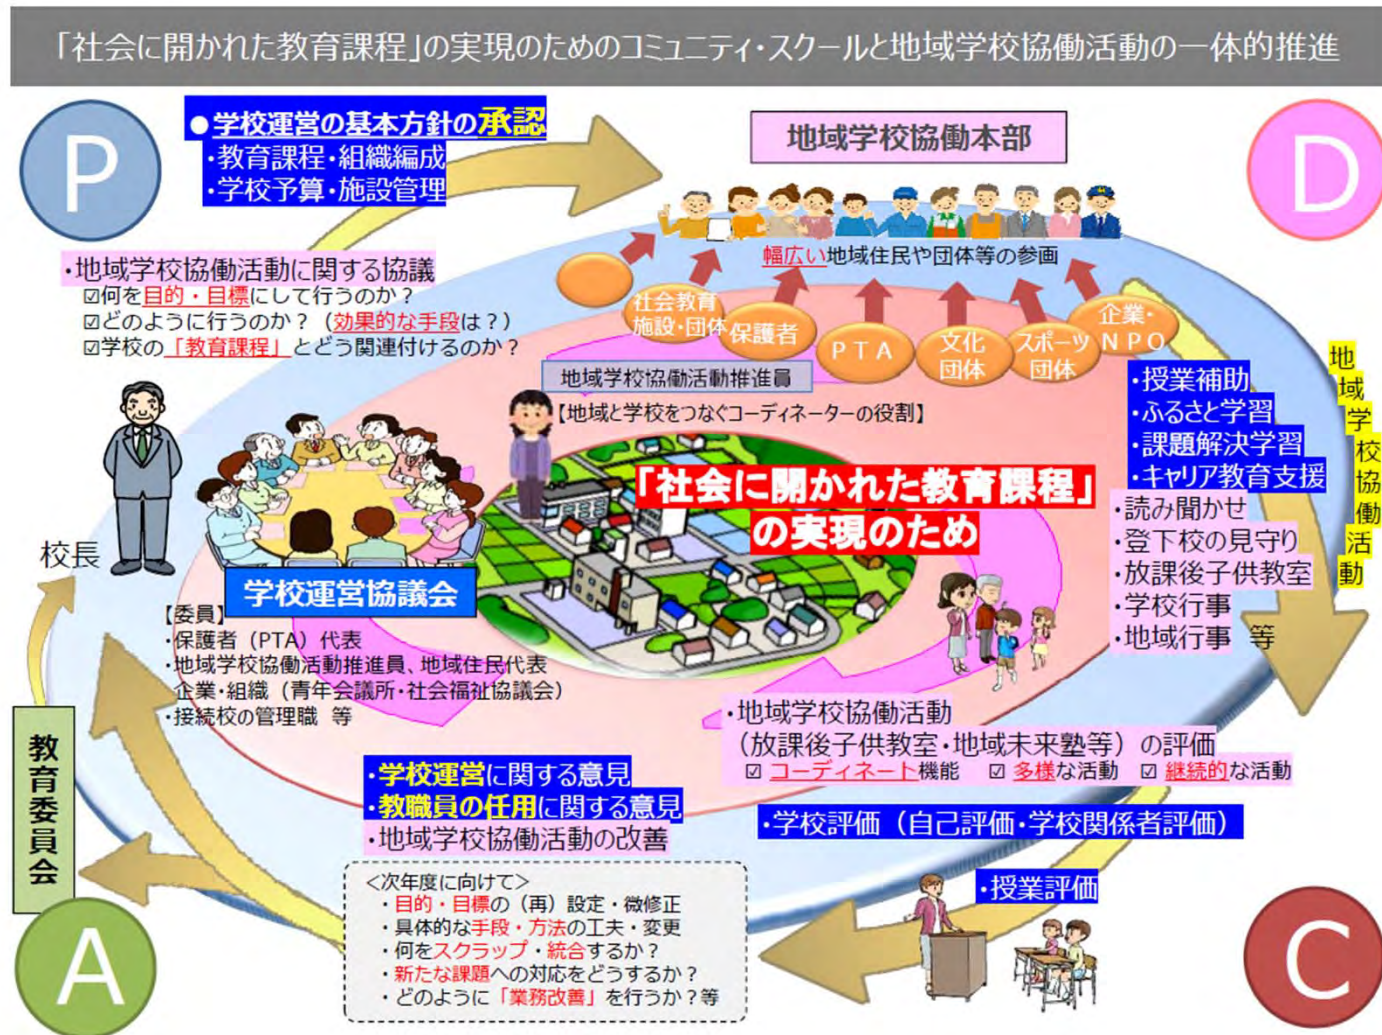 「社会に開かれた教育課程」の実現のためのコミュニティ・スクールと地域学校協働活動の一体的推進
P
●学校運営の基本方針の承認
・教育課程・組織編成
・学校予算・施設管理
・地域学校協働活動に関する協議
☑何を目的・目標にして行うのか？
☑どのように行うのか？（効果的な手段は？）
☑学校の「教育課程」とどう関連付けるのか？
地域学校協働本部
D
幅広い地域住民や団体等の参画
社会教育
施設・団体
保護者
ＰＴＡ
文化
団体
スポーツ
団体
企業・
ＮＰＯ
地域学校協働活動推進員
【地域と学校をつなぐコーディネーターの役割】
「社会に開かれた教育課程」
の実現のため
地域学校協働活動
・授業補助
・ふるさと学習
・課題解決学習
・キャリア教育支援
・読み聞かせ
・登下校の見守り
・放課後子供教室
・学校行事
・地域行事 等
校長
学校運営協議会
【委員】
・保護者（PTA）代表
・地域学校協働活動推進員、地域住民代表
企業・組織（青年会議所・社会福祉協議会）
・接続校の管理職 等
・地域学校協働活動
（放課後子供教室・地域未来塾等）の評価
☑ コーディネート機能 ☑ 多様な活動 ☑ 継続的な活動
・学校評価（自己評価・学校関係者評価）
・授業評価
C
・学校運営に関する意見
・教職員の任用に関する意見
・地域学校協働活動の改善
＜次年度に向けて＞
・目的・目標の（再）設定・微修正
・具体的な手段・方法の工夫・変更
・何をスクラップ・統合するか？
・新たな課題への対応をどうするか？
・どのように「業務改善」を行うか？等
教育委員会
A